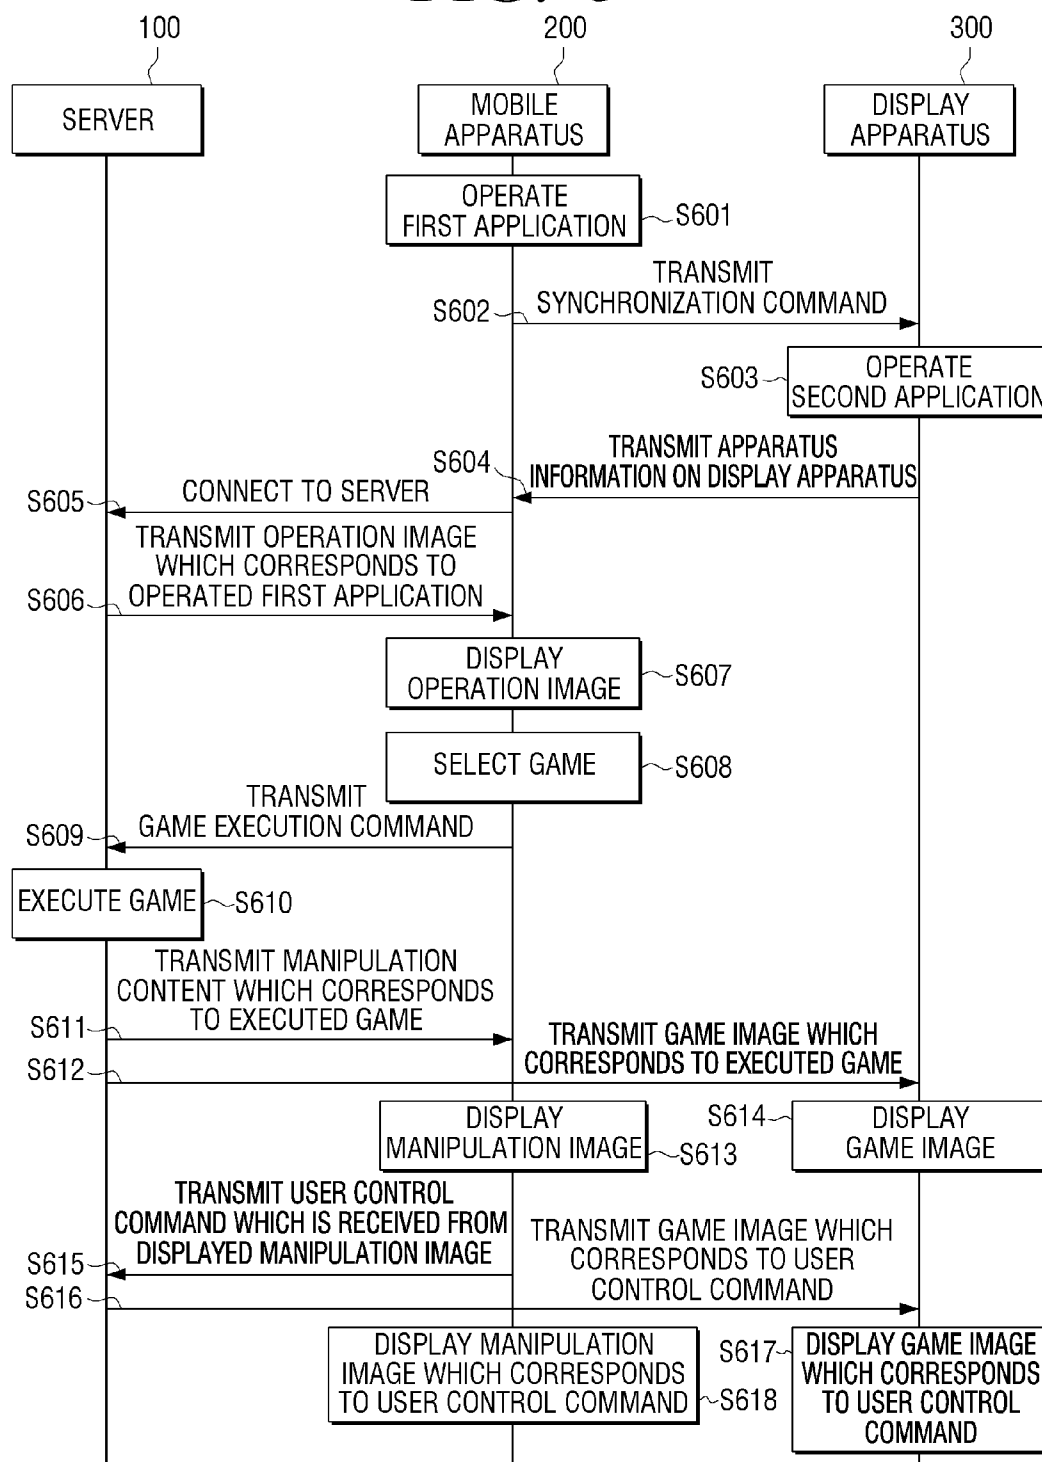 100
200
300
SERVER
MOBILE
APPARATUS
DISPLAY
APPARATUS
OPERATE
FIRST APPLICATION
S601
TRANSMIT
SYNCHRONIZATION COMMAND
S602
OPERATE
SECOND APPLICATION
S603
TRANSMIT APPARATUS
INFORMATION ON DISPLAY APPARATUS
S604
CONNECT TO SERVER
S605
TRANSMIT OPERATION IMAGE
WHICH CORRESPONDS TO
OPERATED FIRST APPLICATION
S606
DISPLAY
OPERATION IMAGE
S607
SELECT GAME
S608
TRANSMIT
GAME EXECUTION COMMAND
S609
EXECUTE GAME
S610
TRANSMIT MANIPULATION
CONTENT WHICH CORRESPONDS
TO EXECUTED GAME
S611
TRANSMIT GAME IMAGE WHICH
CORRESPONDS TO EXECUTED GAME
S612
DISPLAY
MANIPULATION IMAGE
S613
S614
DISPLAY
GAME IMAGE
TRANSMIT USER CONTROL
COMMAND WHICH IS RECEIVED FROM
DISPLAYED MANIPULATION IMAGE
S615
TRANSMIT GAME IMAGE WHICH
CORRESPONDS TO USER
CONTROL COMMAND
S616
DISPLAY MANIPULATION
IMAGE WHICH CORRESPONDS
TO USER CONTROL COMMAND
S618
S617
DISPLAY GAME IMAGE
WHICH CORRESPONDS
TO USER CONTROL
COMMAND